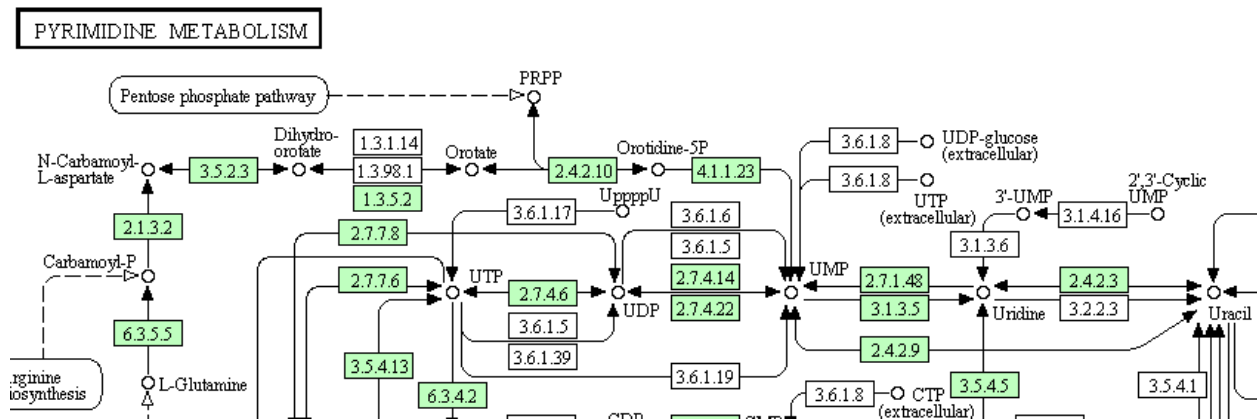 PYRIMIDINE METABOLISM
PRPP
Pentose phosphate pathway
Dihydro-
orotate
1.3.1.14
Orotate
Orotidine-5P
3.6.1.8
UDP-glucose
(extracellular)
N-Carbamoyl-
L-aspartate
3.5.2.3
1.3.98.1
2.4.2.10
4.1.1.23
1.3.5.2
UppppU
3.6.1.8
UTP
(extracellular)
2',3'-Cyclic
UMP
3'-UMP
3.1.4.16
3.6.1.17
3.6.1.6
2.1.3.2
2.7.7.8
3.6.1.5
3.1.3.6
Carbamoyl-P
2.7.7.6
UTP
2.7.4.6
UDP
2.7.4.14
2.7.4.22
UMP
2.7.1.48
3.1.3.5
Uridine
2.4.2.3
3.2.2.3
Uracil
6.3.5.5
3.6.1.5
3.6.1.39
2.4.2.9
3.5.4.13
3.6.1.19
rginine
iosynthesis
L-Glutamine
6.3.4.2
3.6.1.8
CTP
(extracellular)
3.5.4.5
3.5.4.1